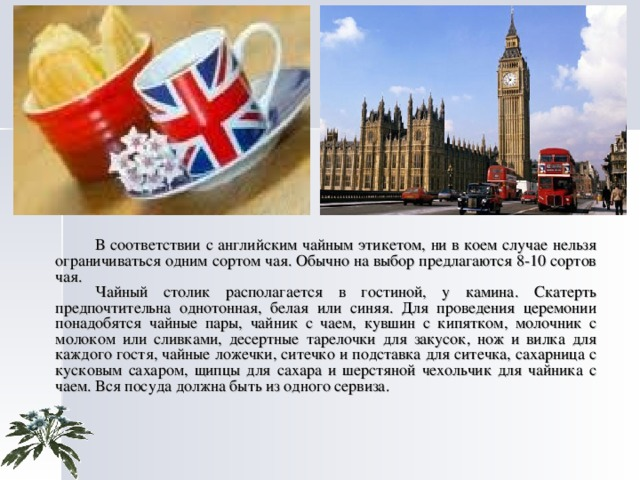 В соответствии с английским чайным этикетом, ни в коем случае нельзя
ограничиваться одним сортом чая. Обычно на выбор предлагаются 8-10 сортов
чая.
Чайный столик располагается в гостиной, у камина. Скатерть
предпочтительна однотонная, белая или синяя. Для проведения церемонии
понадобятся чайные пары, чайник с чаем, кувшин с кипятком, молочник с
молоком или сливками, десертные тарелочки для закусок, нож и вилка для
каждого гостя, чайные ложечки, ситечко и подставка для ситечка, сахарница с
кусковым сахаром, щипцы для сахара и шерстяной чехольчик для чайника с
чаем. Вся посуда должна быть из одного сервиза.